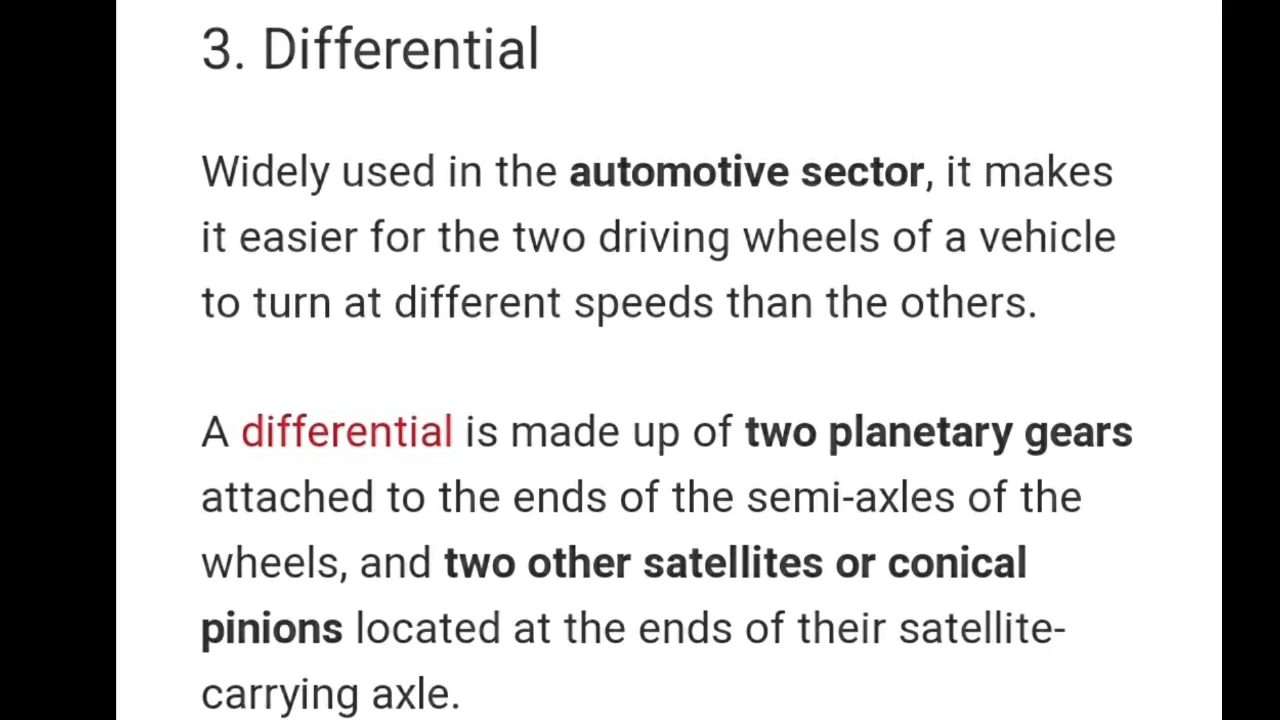 3. Differential
Widely used in the automotive sector, it makes
it easier for the two driving wheels of a vehicle
to turn at different speeds than the others.
A differential is made up of two planetary gears
attached to the ends of the semi-axles of the
wheels, and two other satellites or conical
pinions located at the ends of their satellite-
carrying axle.